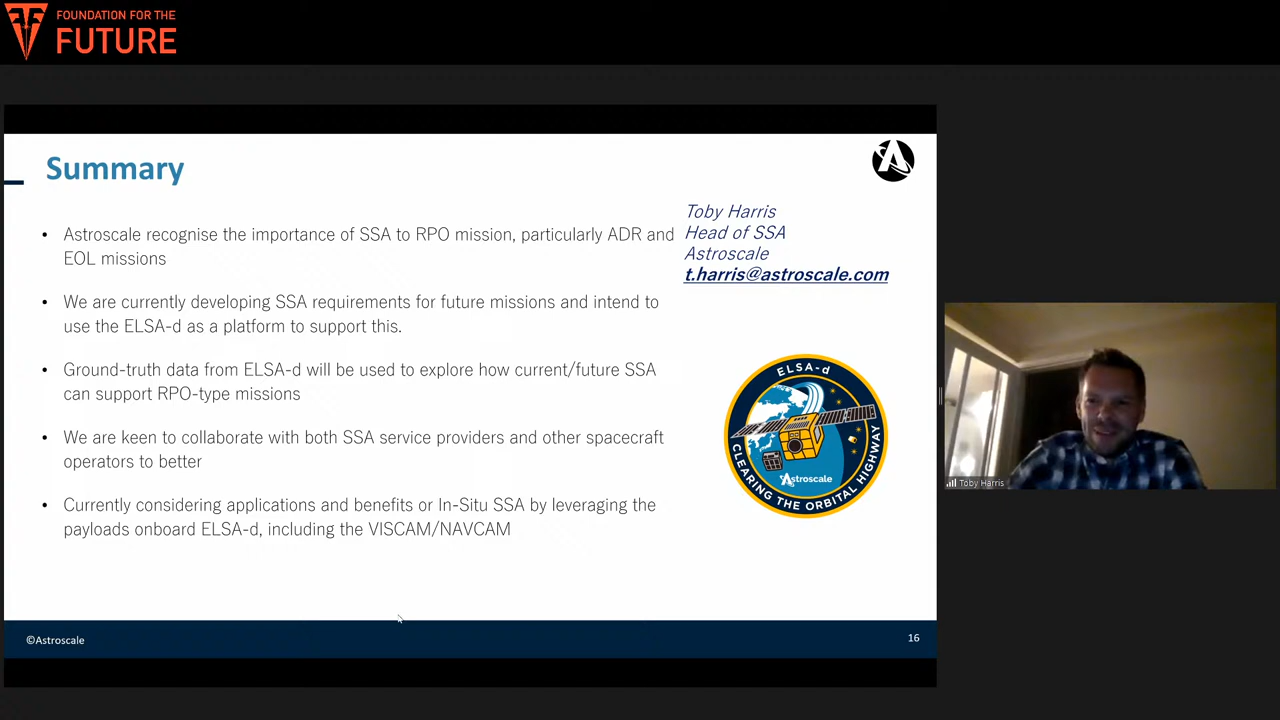 FOUNDATION FOR THE
FUTURE
Summary
Toby Harris
Head of SSA
Astroscale
t.harris@astroscale.com
• Astroscale recognise the importance of SSA to RPO mission, particularly ADR and
EOL missions
• We are currently developing SSA requirements for future missions and intend to
use the ELSA-d as a platform to support this.
• Ground-truth data from ELSA-d will be used to explore how current/future SSA
can support RPO-type missions
• We are keen to collaborate with both SSA service providers and other spacecraft
operators to better
• Currently considering applications and benefits or In-Situ SSA by leveraging the
payloads onboard ELSA-d, including the VISCAM/NAVCAM
ELSA-d
Astroscale
CLEARING THE ORBITAL HIGHWAY
Toby Harris
©Astroscale
16